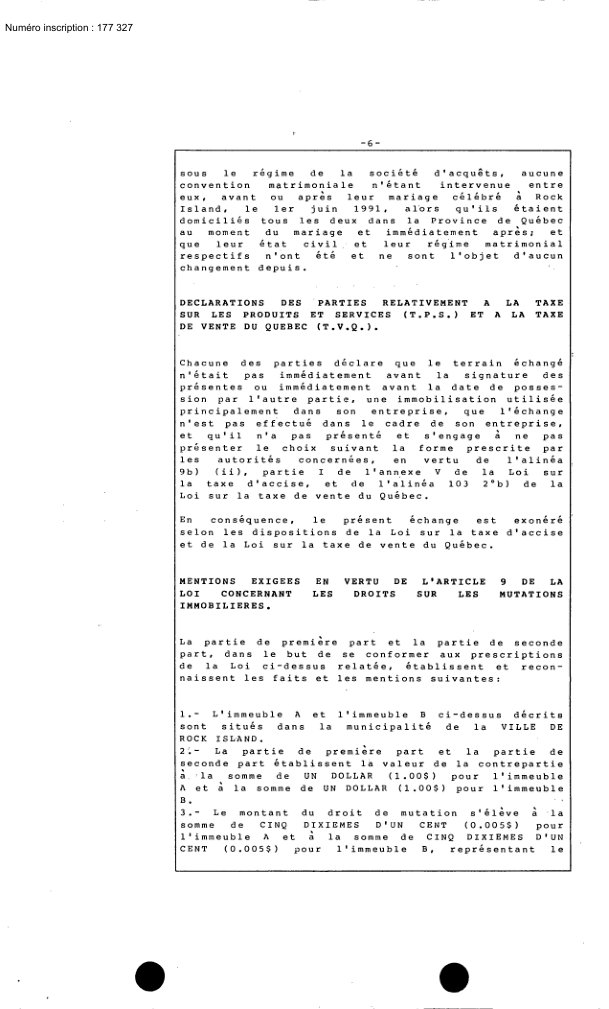 Numéro inscription : 177 327
-6-
sous le régime de la société d'acquêts, aucune
convention matrimoniale n'étant intervenue entre
eux, avant ou après leur mariage célébré à Rock
Island, le 1er juin 1991, alors qu'ils étaient
domiciliés tous les deux dans la Province de Québec
au moment du mariage et immédiatement après; et
que leur état civil et leur régime matrimonial
respectifs n'ont été et ne sont l'objet d'aucun
changement depuis.
DECLARATIONS DES PARTIES RELATIVEMENT A LA TAXE
SUR LES PRODUITS ET SERVICES (T.P.S.) ET A LA TAXE
DE VENTE DU QUEBEC (T.V.Q.).
Chacune des parties déclare que le terrain échangé
n'était pas immédiatement avant la signature des
présentes ou immédiatement avant la date de posses-
sion par l'autre partie, une immobilisation utilisée
principalement dans son entreprise, que l'échange
n'est pas effectué dans le cadre de son entreprise,
et qu'il n'a pas présenté et s'engage à ne pas
présenter le choix suivant la forme prescrite par
les autorités concernées, en vertu de l'alinéa
9b) (ii), partie I de l'annexe V de la Loi sur
la taxe d'accise, et de l'alinéa 103 2°b) de la
Loi sur la taxe de vente du Québec.
En conséquence, le présent échange est exonéré
selon les dispositions de la Loi sur la taxe d'accise
et de la Loi sur la taxe de vente du Québec.
MENTIONS EXIGEES EN VERTU DE L'ARTICLE 9 DE LA
LOI CONCERNANT LES DROITS SUR LES MUTATIONS
IMMOBILIERES.
La partie de première part et la partie de seconde
part, dans le but de se conformer aux prescriptions
de la Loi ci-dessus relatée, établissent et recon-
naissent les faits et les mentions suivantes:
1.- L'immeuble A et l'immeuble B ci-dessus décrits
sont situés dans la municipalité de la VILLE DE
ROCK ISLAND.
2.- La partie de première part et la partie de
seconde part établissent la valeur de la contrepartie
à la somme de UN DOLLAR (1.00$) pour l'immeuble
A et à la somme de UN DOLLAR (1.00$) pour l'immeuble
B.
3.- Le montant du droit de mutation s'élève à la
somme de CINQ DIXIEMES D'UN CENT (0.005$) pour
l'immeuble A et à la somme de CINQ DIXIEMES D'UN
CENT (0.005$) pour l'immeuble B, représentant le